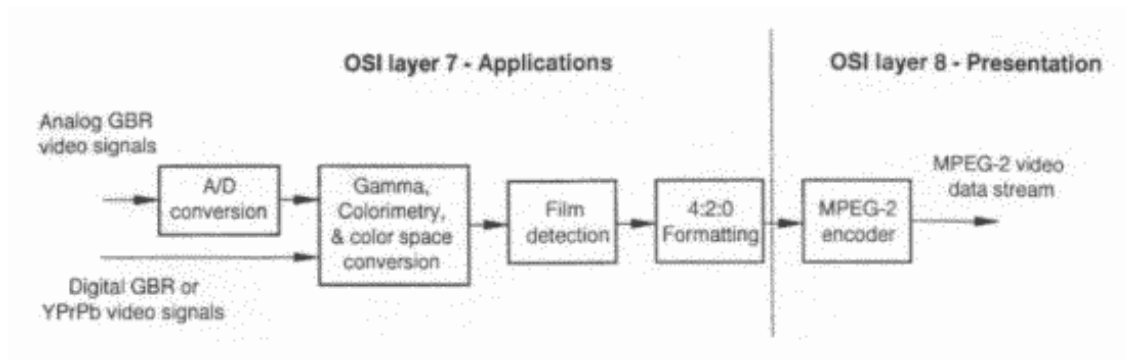 OSI layer 7 - Applications
OSI layer 8 - Presentation
Analog GBR
video signals
A/D
conversion
Gamma,
Colorimetry,
& color space
conversion
Film
detection
4:2:0
Formatting
MPEG-2
encoder
MPEG-2 video
data stream
Digital GBR or
YPrPb video signals